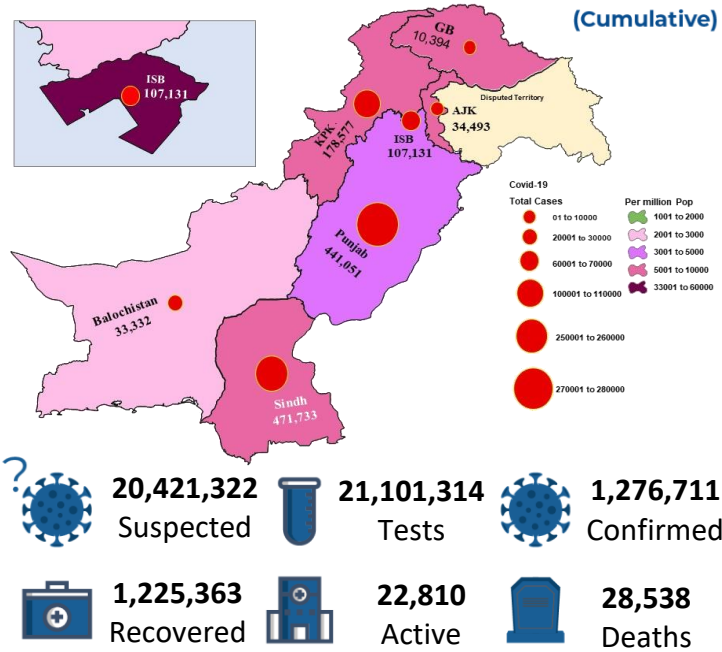 (Cumulative)
ISB
107,131
GB
10,394
Disputed Territory
AJK
34,493
KPK
178,577
ISB
107,131
Punjab
441,051
Balochistan
33,332
Sindh
471,733
Covid-19
Total Cases
01 to 10000
20001 to 30000
60001 to 70000
100001 to 110000
250001 to 260000
270001 to 280000
Per million Pop
1001 to 2000
2001 to 3000
3001 to 5000
5001 to 10000
33001 to 60000
?
20,421,322
Suspected
21,101,314
Tests
1,276,711
Confirmed
1,225,363
Recovered
22,810
Active
28,538
Deaths